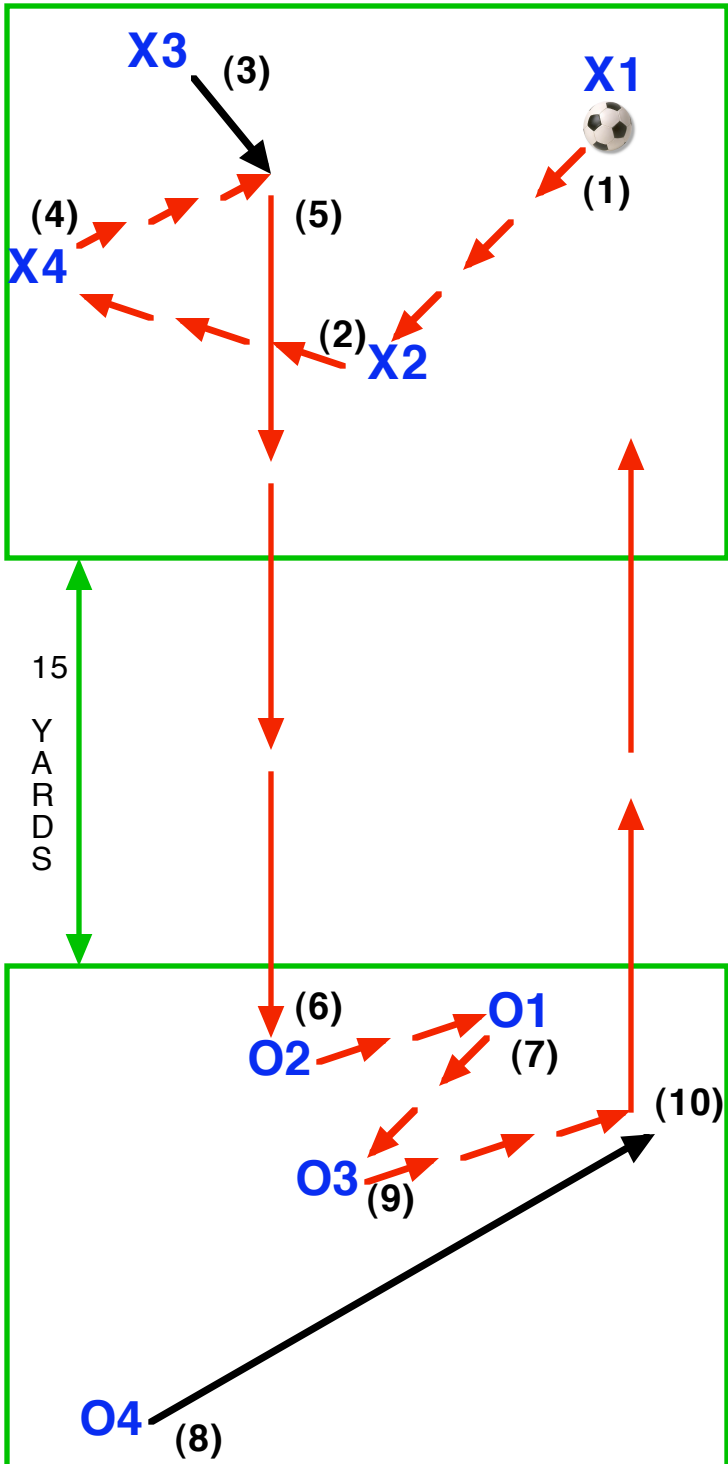 X3
(3)
X1
(1)
(4)
(5)
X4
(2)
X2
15
YARDS
(6)
O1
O2
(7)
(10)
O3
(9)
O4
(8)